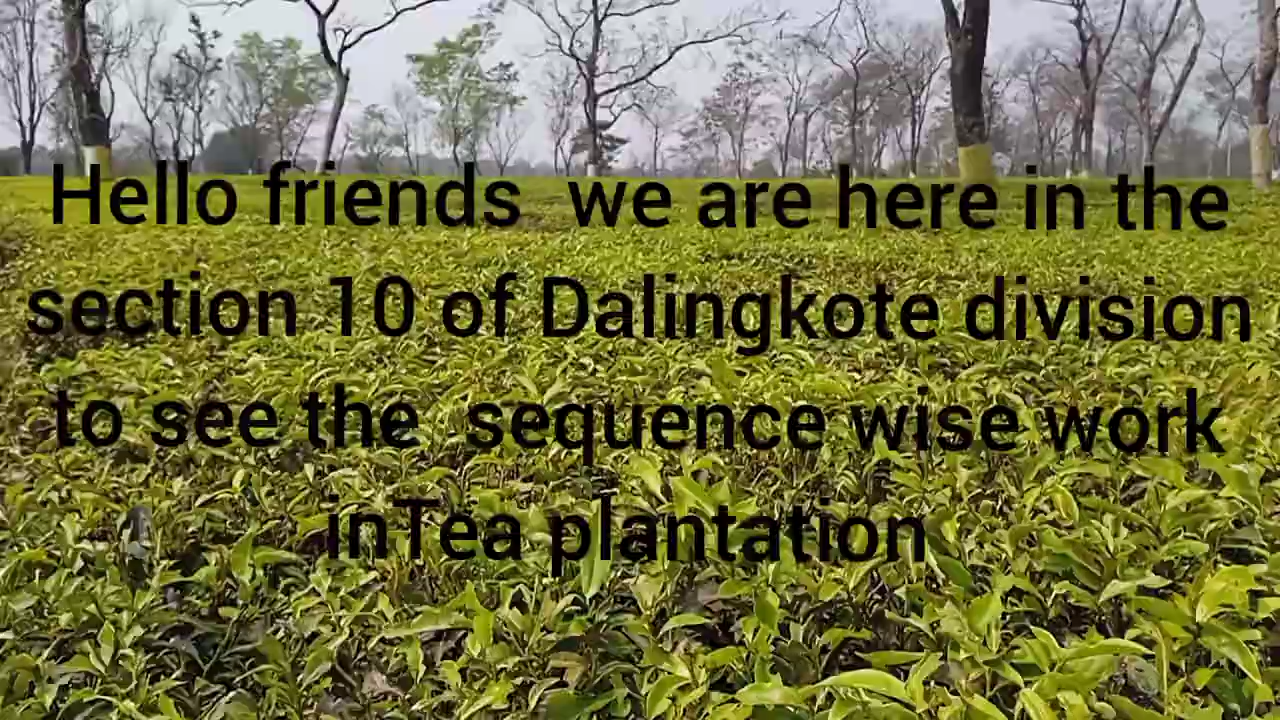 Hello friends  we are here in the
section 10 of Dalingkote division
to see the  sequence wise work
inTea plantation